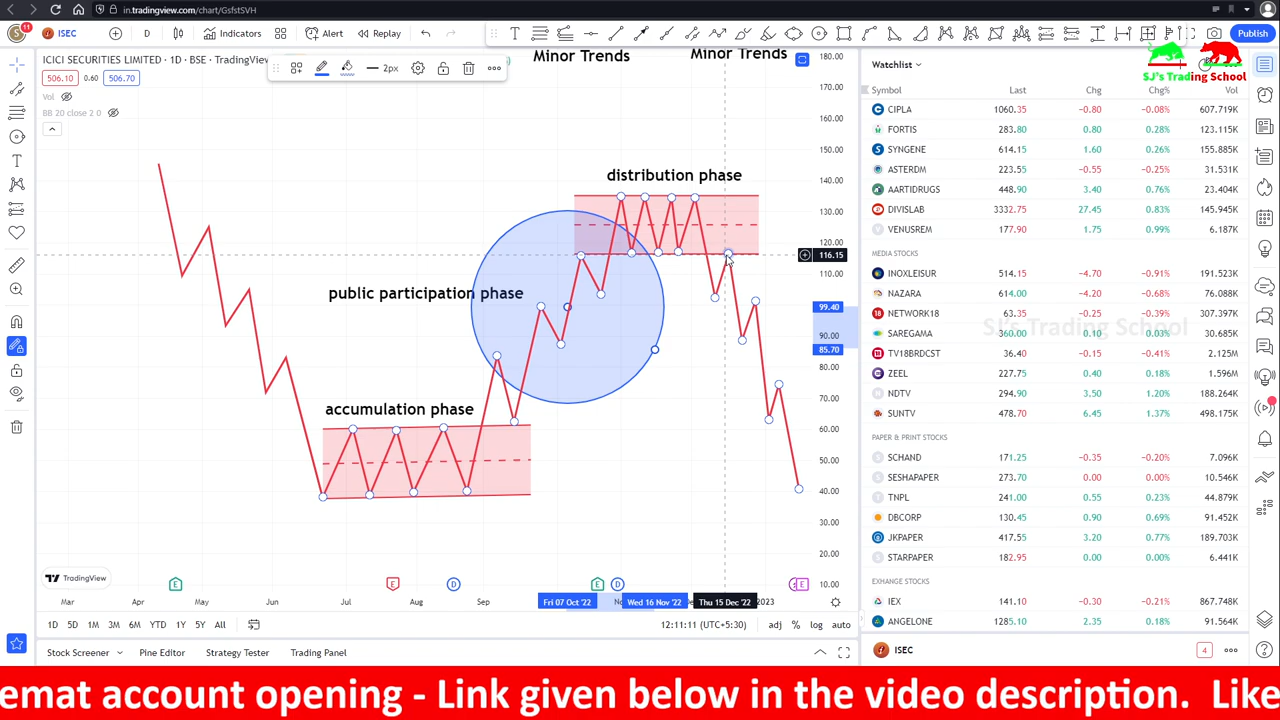 in.tradingview.com/chart/GsfstSVH
S 11 ISEC D Indicators Alert Replay Publish
ICICI SECURITIES LIMITED · 1D · BSE · TradingView
506.10 0.60 506.70
Vol
BB 20 close 2 0
2px
Minor Trends
Minor Trends
distribution phase
public participation phase
accumulation phase
180.00
170.00
160.00
150.00
140.00
130.00
120.00
116.15
110.00
99.40
90.00
85.70
80.00
70.00
60.00
50.00
40.00
30.00
20.00
10.00
TradingView
E E D E D E
Mar Apr May Jun Jul Aug Sep Fri 07 Oct '22 Wed 16 Nov '22 Thu 15 Dec '22 2023
1D 5D 1M 3M 6M YTD 1Y 5Y All 12:11:11 (UTC+5:30) adj % log auto
Stock Screener Pine Editor Strategy Tester Trading Panel
Watchlist
SJ's Trading School
Symbol Last Chg Chg% Vol
CIPLA 1060.35 −0.80 −0.08% 607.719K
FORTIS 283.80 0.80 0.28% 123.115K
SYNGENE 614.15 1.60 0.26% 155.885K
ASTERDM 223.55 −0.55 −0.25% 31.531K
AARTIDRUGS 448.90 3.40 0.76% 23.404K
DIVISLAB 3332.75 27.45 0.83% 145.945K
VENUSREM 177.90 1.75 0.99% 6.187K
MEDIA STOCKS
INOXLEISUR 514.15 −4.70 −0.91% 191.523K
NAZARA 614.00 −4.20 −0.68% 76.088K
NETWORK18 63.35 −0.25 −0.39% 307.397K
SJ's Trading School
SAREGAMA 360.00 0.10 0.03% 30.685K
TV18BRDCST 36.40 −0.15 −0.41% 2.125M
ZEEL 227.75 0.40 0.18% 1.596M
NDTV 294.90 3.50 1.20% 188.264K
SUNTV 478.70 6.45 1.37% 498.175K
PAPER & PRINT STOCKS
SCHAND 171.25 −0.35 −0.20% 7.096K
SESHAPAPER 273.70 0.00 0.00% 10.546K
TNPL 241.00 0.55 0.23% 44.879K
DBCORP 130.45 0.90 0.69% 91.452K
JKPAPER 417.55 3.20 0.77% 189.703K
STARPAPER 182.95 0.00 0.00% 6.441K
EXHANGE STOCKS
IEX 141.10 −0.30 −0.21% 867.748K
ANGELONE 1285.10 2.35 0.18% 91.564K
ISEC 4
emat account opening - Link given below in the video description. Like